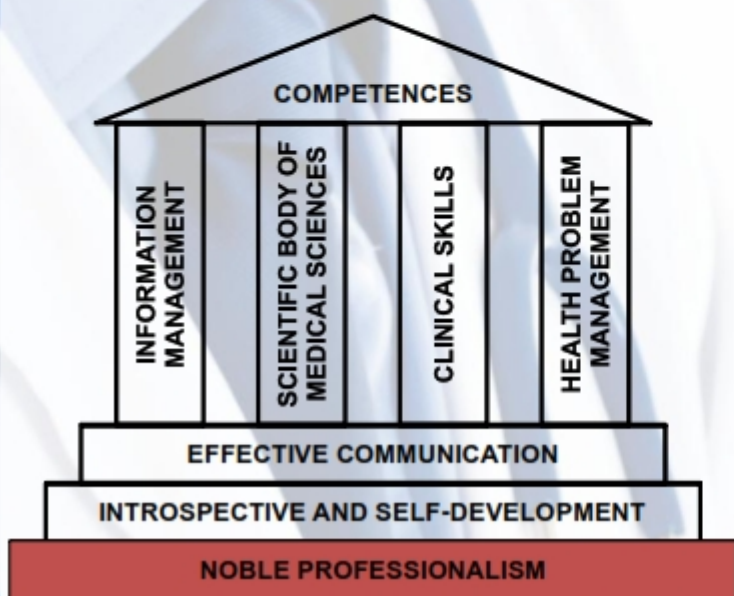 COMPETENCES
INFORMATION
MANAGEMENT
SCIENTIFIC BODY OF
MEDICAL SCIENCES
CLINICAL SKILLS
HEALTH PROBLEM
MANAGEMENT
EFFECTIVE COMMUNICATION
INTROSPECTIVE AND SELF-DEVELOPMENT
NOBLE PROFESSIONALISM